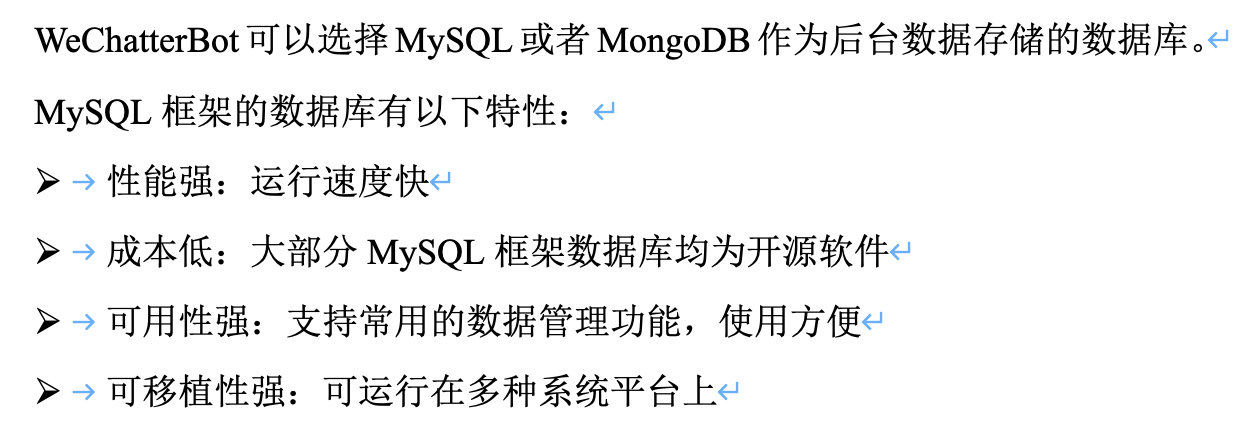 WeChatterBot 可以选择 MySQL 或者 MongoDB 作为后台数据存储的数据库。
MySQL 框架的数据库有以下特性：
➢ 性能强：运行速度快
➢ 成本低：大部分 MySQL 框架数据库均为开源软件
➢ 可用性强：支持常用的数据管理功能，使用方便
➢ 可移植性强：可运行在多种系统平台上